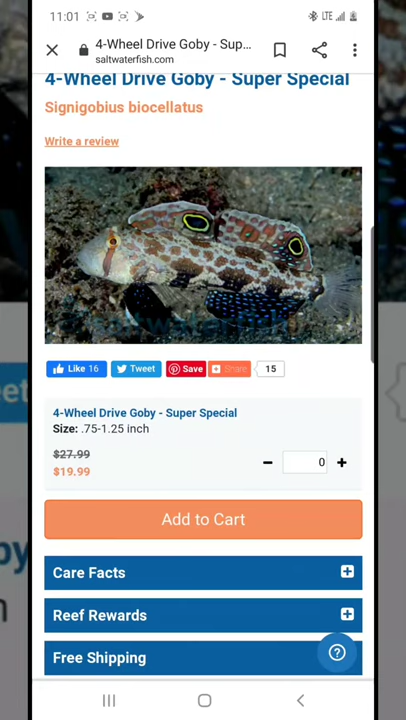 11:01
LTE
4-Wheel Drive Goby - Sup...
saltwaterfish.com
4-Wheel Drive Goby - Super Special
Signigobius biocellatus
Write a review
Like 16
Tweet
Save
Share
15
4-Wheel Drive Goby - Super Special
Size: .75-1.25 inch
$27.99
$19.99
0
Add to Cart
Care Facts
Reef Rewards
Free Shipping